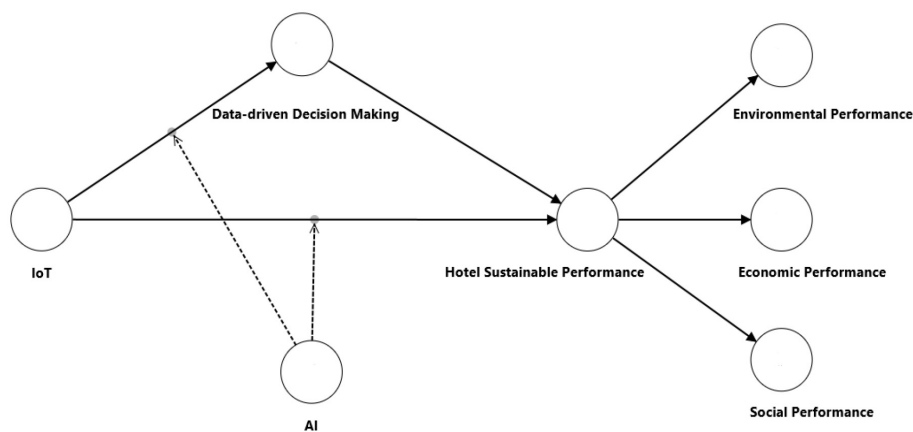 Data-driven Decision Making
Environmental Performance
IoT
Hotel Sustainable Performance
Economic Performance
AI
Social Performance